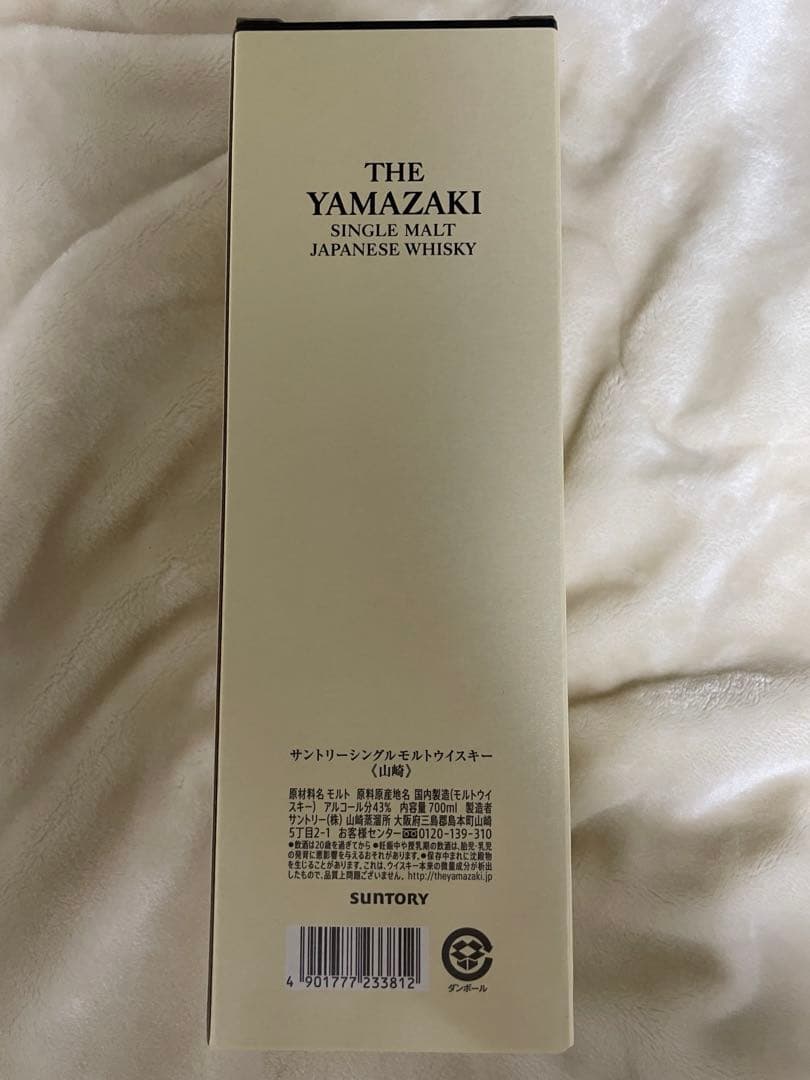 THE
YAMAZAKI
SINGLE MALT
JAPANESE WHISKY
サントリーシングルモルトウイスキー
《山崎》
原材料名 モルト 原料原産地名 国内製造(モルトウイ
スキー) アルコール分43% 内容量700ml 製造者
サントリー(株) 山崎蒸溜所 大阪府三島郡島本町山崎
5丁目2-1 お客様センター 0120-139-310
●飲酒は20歳を過ぎてから ●妊娠中や授乳期の飲酒は、胎児・乳児
の発育に悪影響を与えるおそれがあります。●保存中まれに沈殿物
を生じることがあります。これは、ウイスキー本来の微量成分が析出
したもので、品質上問題ございません。http://theyamazaki.jp
SUNTORY
4 901777 233812
ダンボール